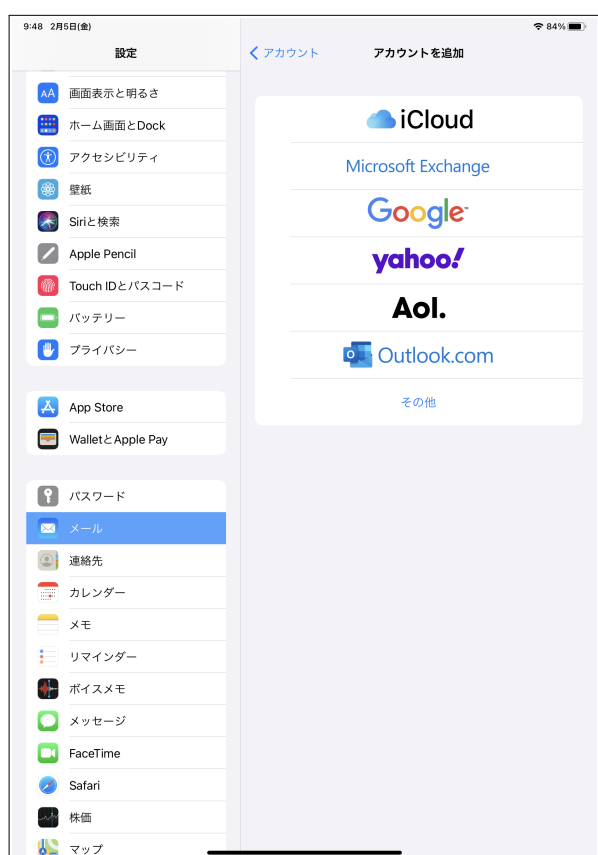 9:48 2月5日(金)
84%
設定
アカウント
アカウントを追加
画面表示と明るさ
ホーム画面とDock
アクセシビリティ
壁紙
Siriと検索
Apple Pencil
Touch IDとパスコード
バッテリー
プライバシー
App Store
WalletとApple Pay
パスワード
メール
連絡先
カレンダー
メモ
リマインダー
ボイスメモ
メッセージ
FaceTime
Safari
株価
マップ
iCloud
Microsoft Exchange
Google
yahoo!
Aol.
Outlook.com
その他